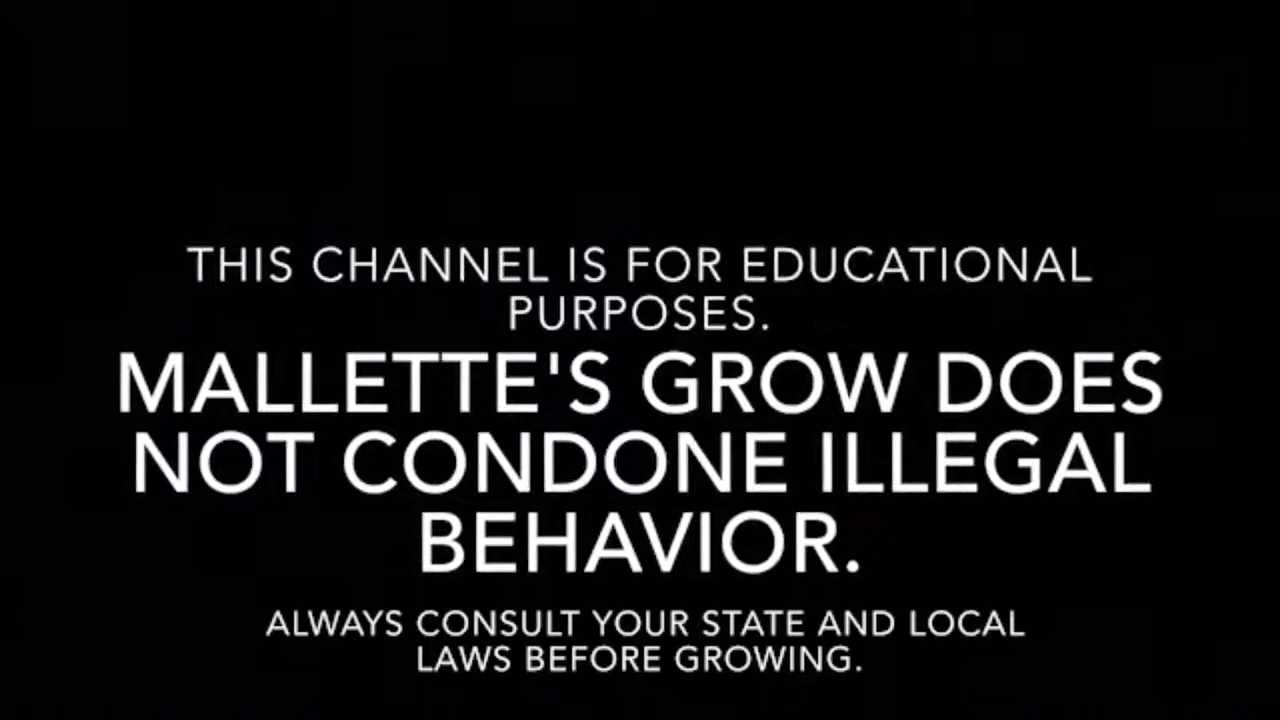 THIS CHANNEL IS FOR EDUCATIONAL
PURPOSES.
MALLETTE'S GROW DOES
NOT CONDONE ILLEGAL
BEHAVIOR.
ALWAYS CONSULT YOUR STATE AND LOCAL
LAWS BEFORE GROWING.